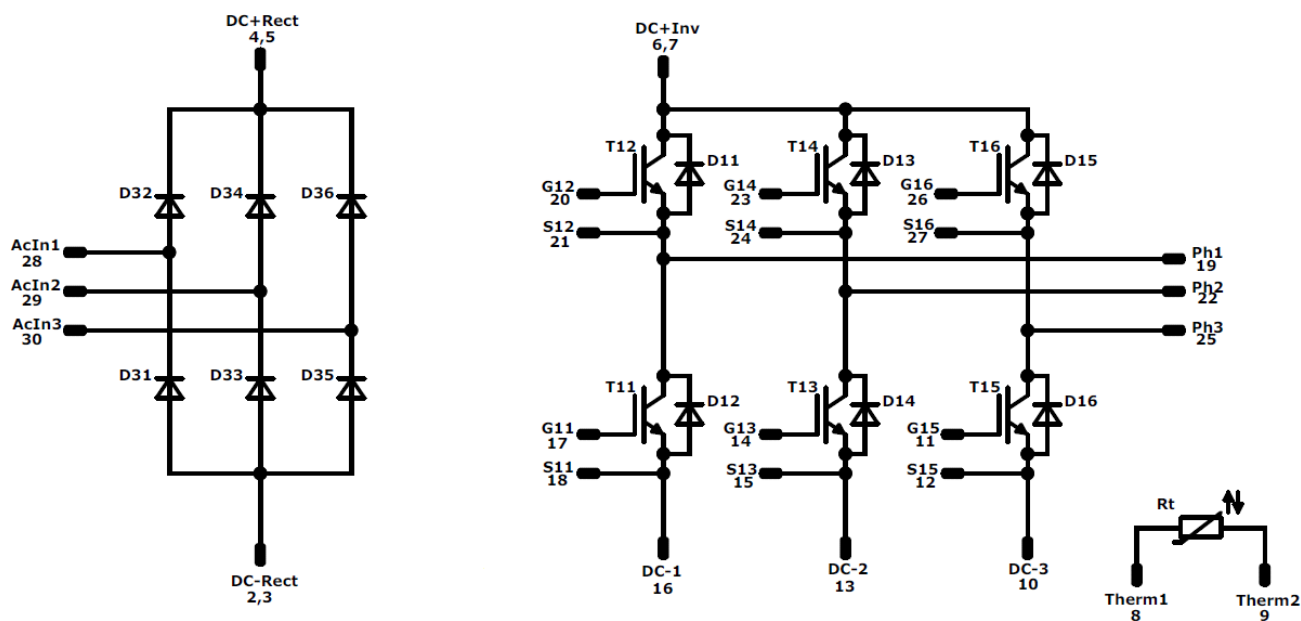 DC+Rect
4,5
D32
D34
D36
AcIn1
28
AcIn2
29
AcIn3
30
D31
D33
D35
DC-Rect
2,3
DC+Inv
6,7
T12
D11
T14
D13
T16
D15
G12
20
G14
23
G16
26
S12
21
S14
24
S16
27
Ph1
19
Ph2
22
Ph3
25
T11
D12
T13
D14
T15
D16
G11
17
G13
14
G15
11
S11
18
S13
15
S15
12
DC-1
16
DC-2
13
DC-3
10
Rt
Therm1
8
Therm2
9